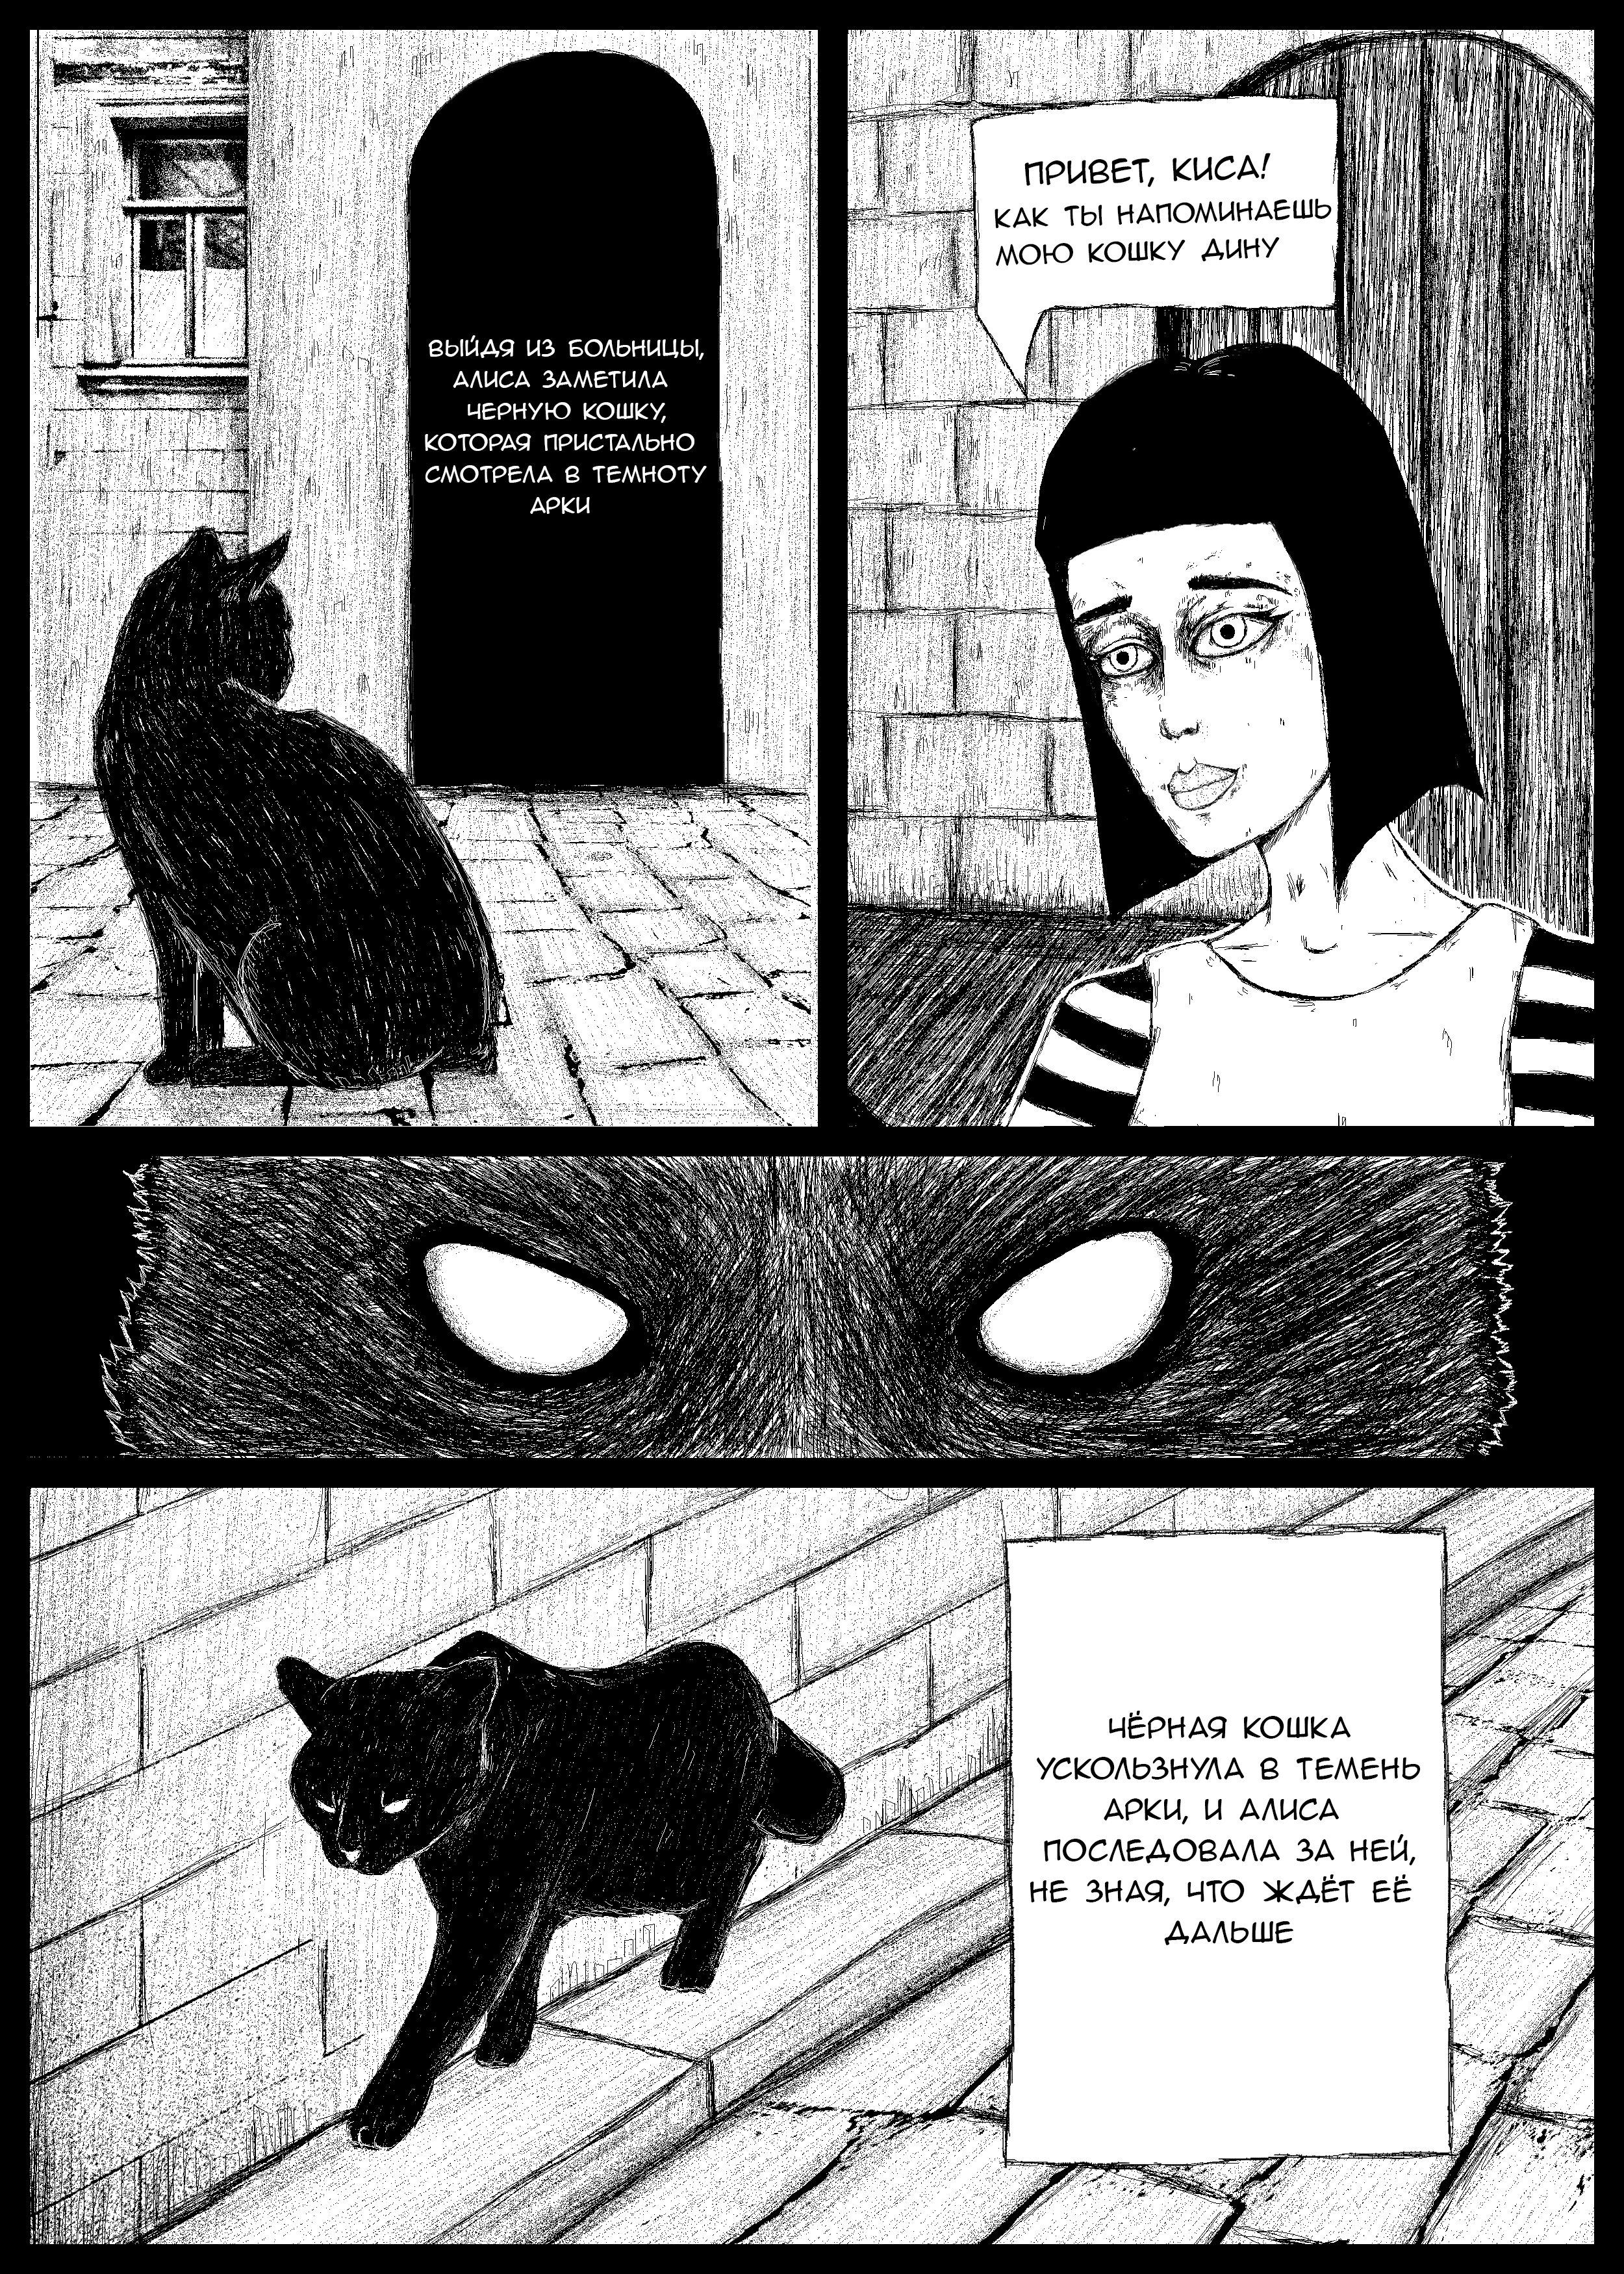 ВЫЙДЯ ИЗ БОЛЬНИЦЫ,
АЛИСА ЗАМЕТИЛА
ЧЕРНУЮ КОШКУ,
КОТОРАЯ ПРИСТАЛЬНО
СМОТРЕЛА В ТЕМНОТУ
АРКИ
ПРИВЕТ, КИСА!
КАК ТЫ НАПОМИНАЕШЬ
МОЮ КОШКУ ДИНУ
ЧЁРНАЯ КОШКА
УСКОЛЬЗНУЛА В ТЕМЕНЬ
АРКИ, И АЛИСА
ПОСЛЕДОВАЛА ЗА НЕЙ,
НЕ ЗНАЯ, ЧТО ЖДЁТ ЕЁ
ДАЛЬШЕ